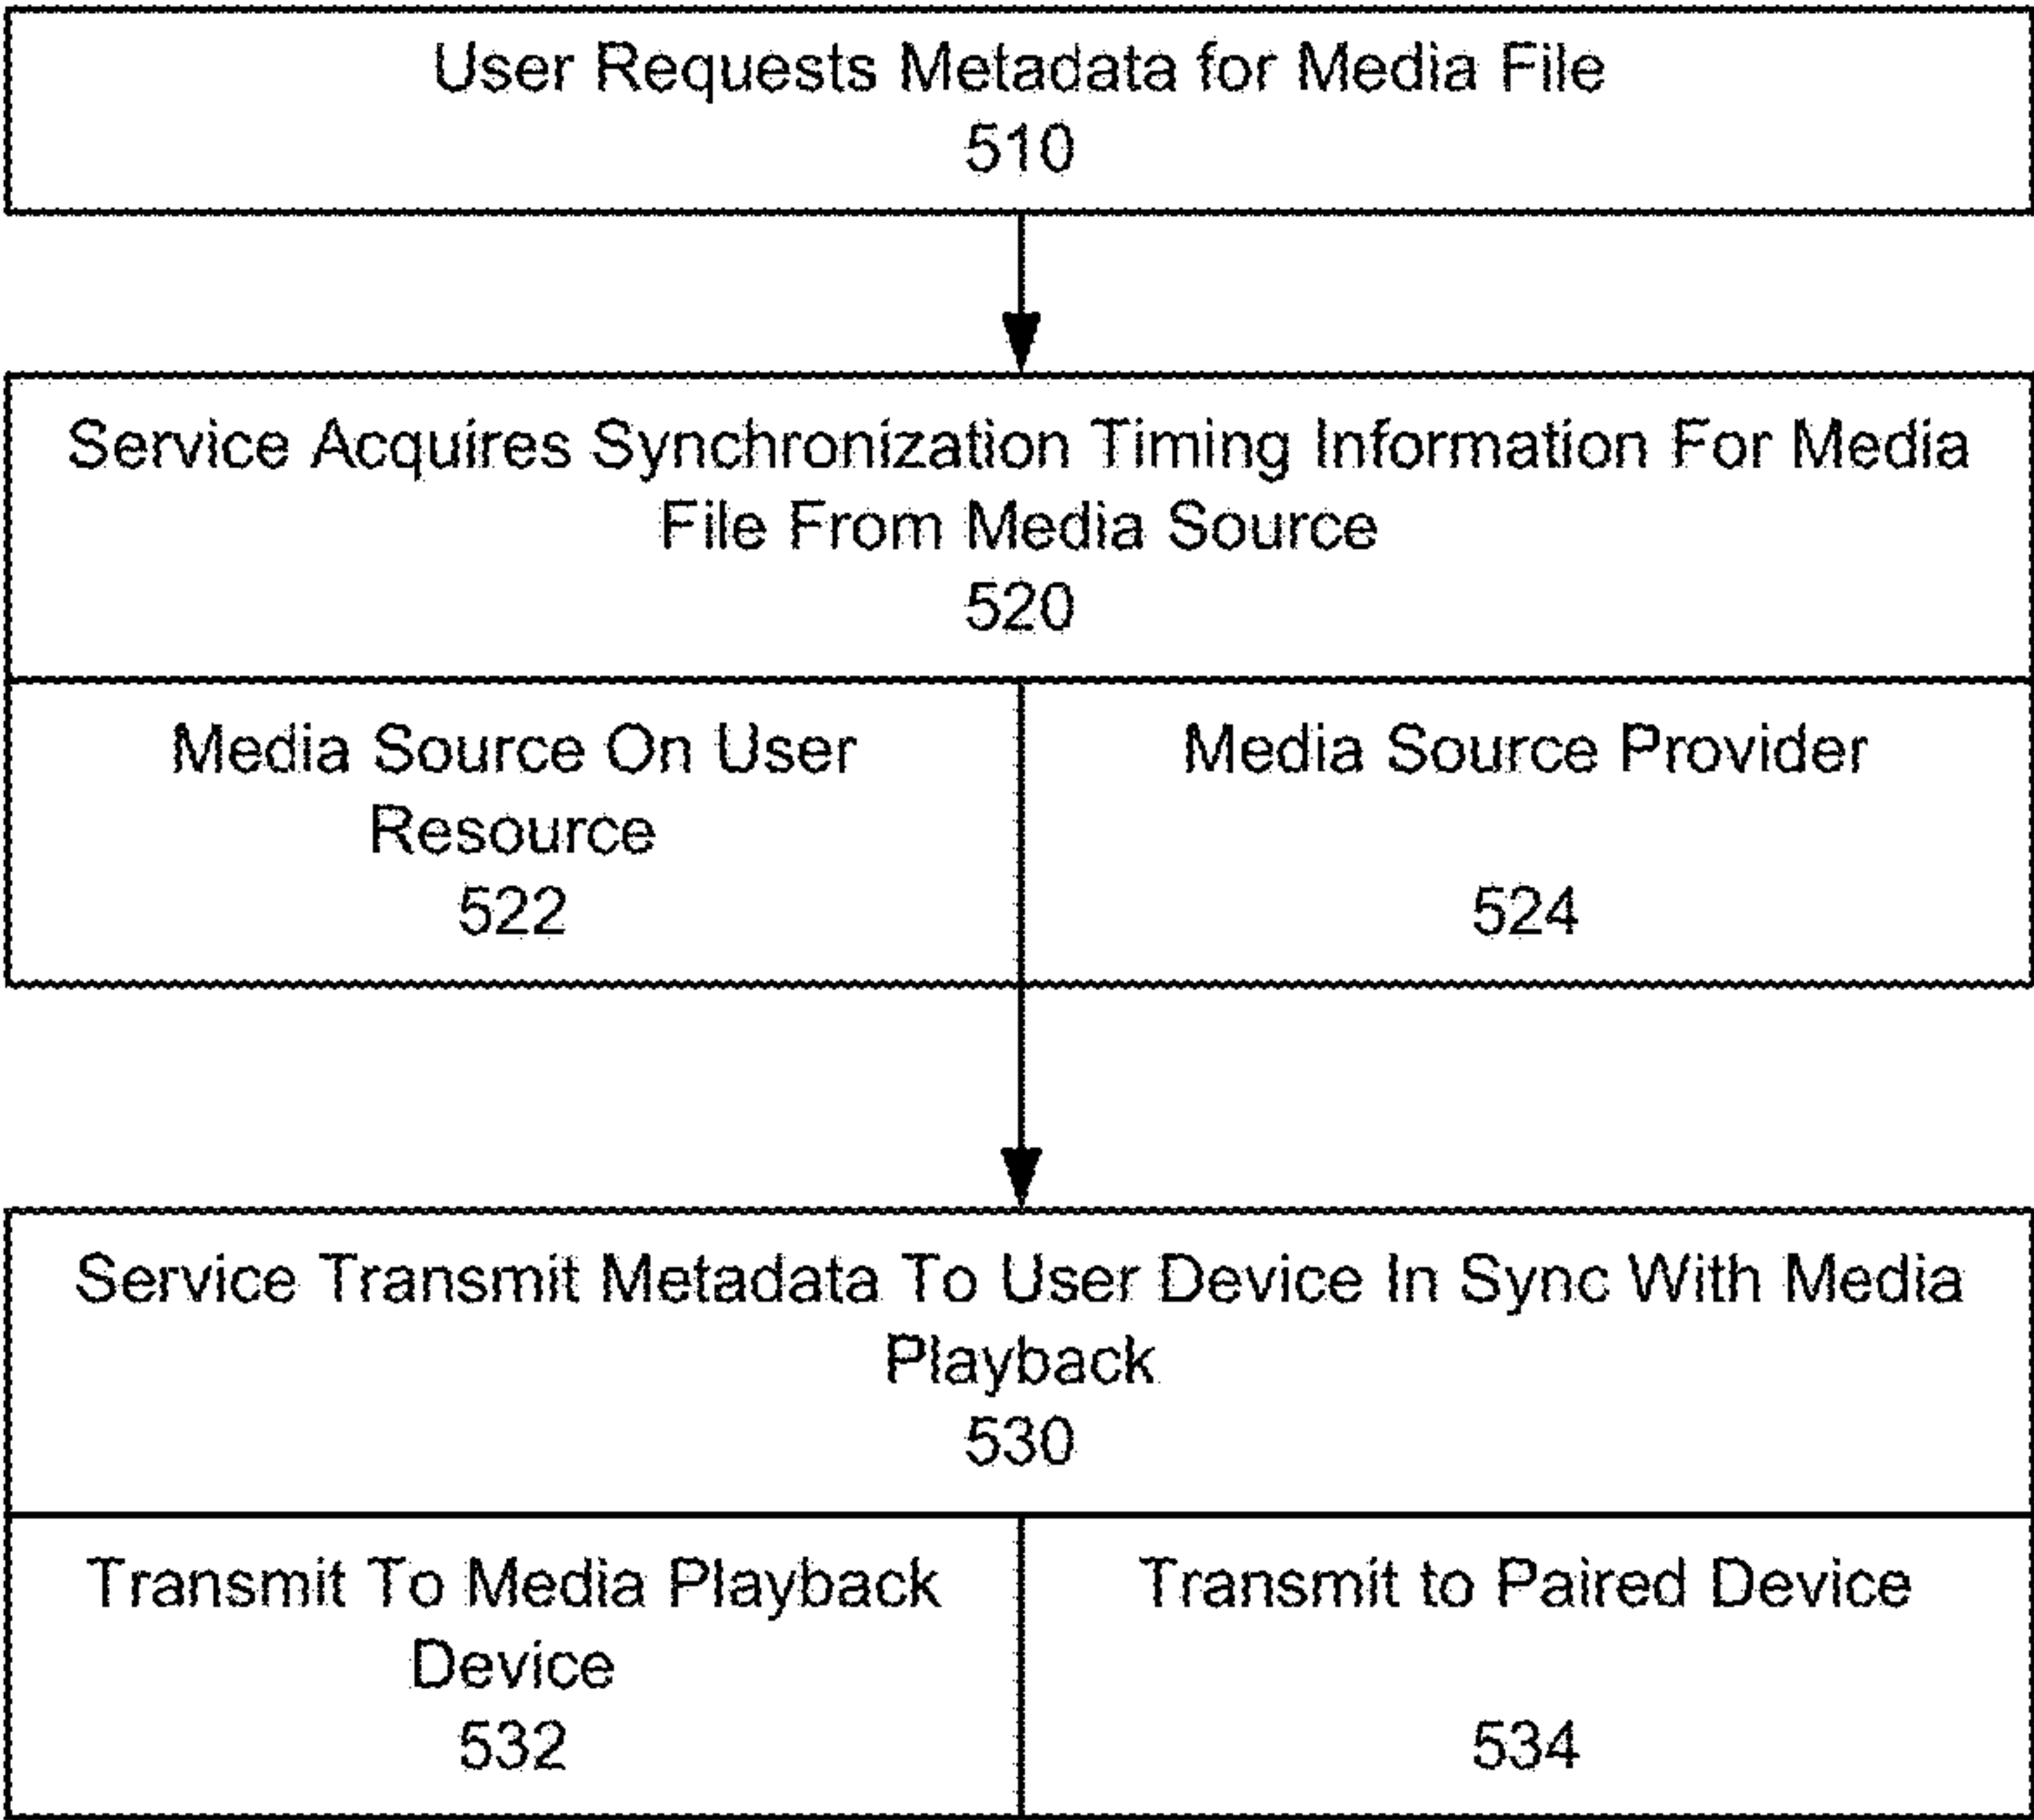 User Requests Metadata for Media File
510
Service Acquires Synchronization Timing Information For Media
File From Media Source
520
Media Source On User
Resource
522
Media Source Provider
524
Service Transmit Metadata To User Device In Sync With Media
Playback
530
Transmit To Media Playback
Device
532
Transmit to Paired Device
534